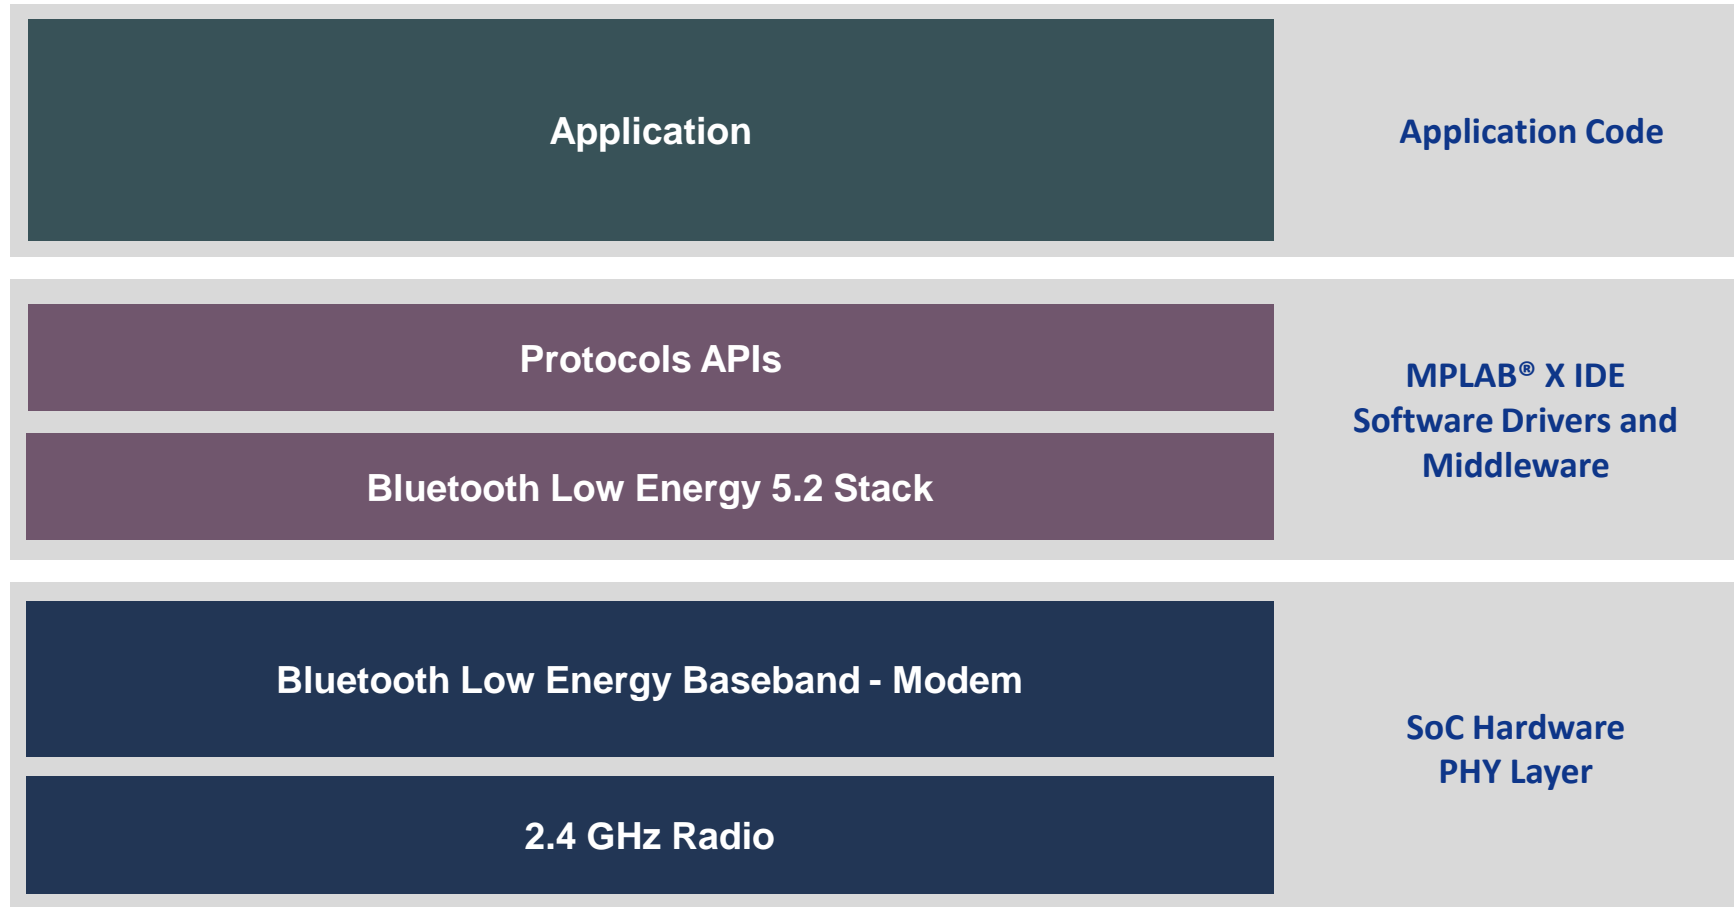 Application
Application Code
Protocols APIs
Bluetooth Low Energy 5.2 Stack
MPLAB® X IDE
Software Drivers and
Middleware
Bluetooth Low Energy Baseband - Modem
2.4 GHz Radio
SoC Hardware
PHY Layer